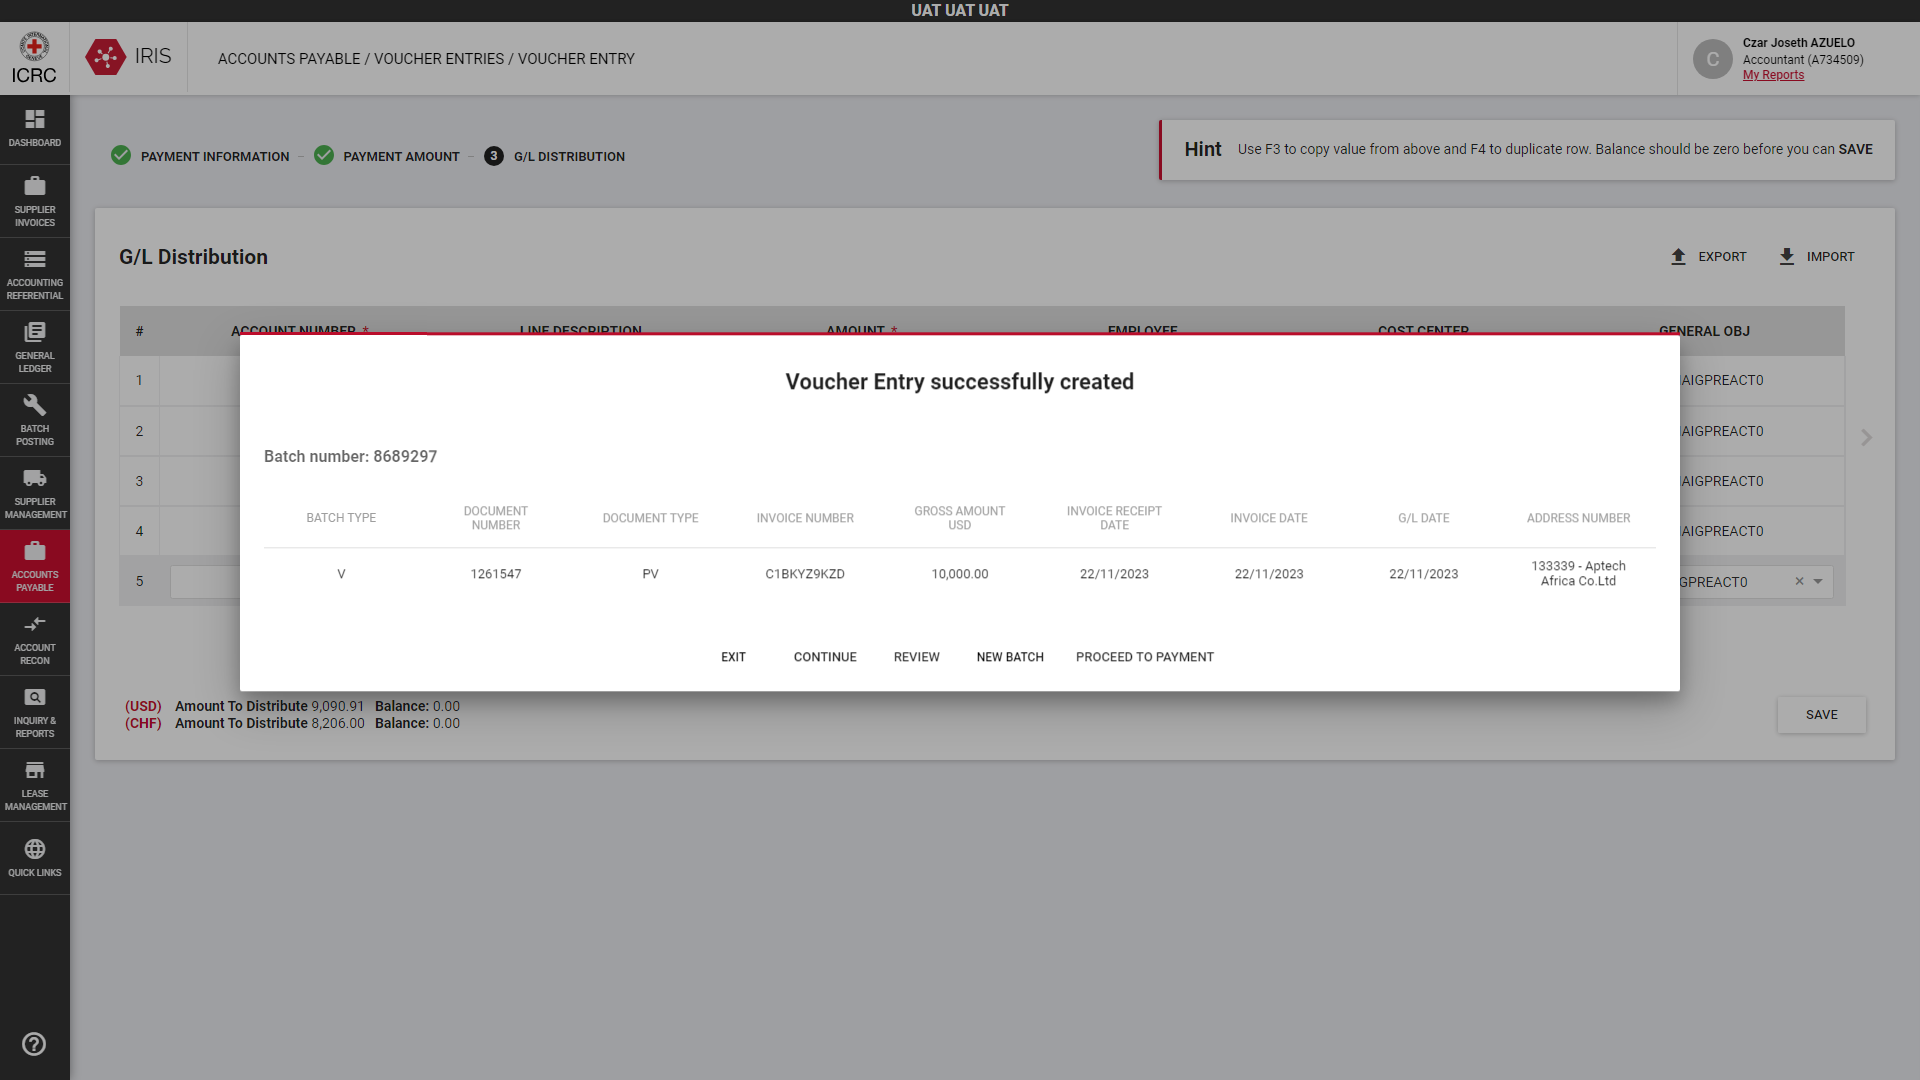 UAT UAT UAT
ICRC
IRIS
ACCOUNTS PAYABLE / VOUCHER ENTRIES / VOUCHER ENTRY
C
Czar Joseth AZUELO
Accountant (A734509)
My Reports
DASHBOARD
SUPPLIER
INVOICES
ACCOUNTING
REFERENTIAL
GENERAL
LEDGER
BATCH
POSTING
SUPPLIER
MANAGEMENT
ACCOUNTS
PAYABLE
ACCOUNT
RECON
INQUIRY &
REPORTS
LEASE
MANAGEMENT
QUICK LINKS
PAYMENT INFORMATION – PAYMENT AMOUNT – 3 G/L DISTRIBUTION
Hint Use F3 to copy value from above and F4 to duplicate row. Balance should be zero before you can SAVE
G/L Distribution
EXPORT IMPORT
# ACCOUNT NUMBER * LINE DESCRIPTION AMOUNT * EMPLOYEE COST CENTER GENERAL OBJ
1 AIGPREACT0
2 AIGPREACT0
3 AIGPREACT0
4 AIGPREACT0
5 GPREACT0
Voucher Entry successfully created
Batch number: 8689297
BATCH TYPE DOCUMENT NUMBER DOCUMENT TYPE INVOICE NUMBER GROSS AMOUNT USD INVOICE RECEIPT DATE INVOICE DATE G/L DATE ADDRESS NUMBER
V 1261547 PV C1BKYZ9KZD 10,000.00 22/11/2023 22/11/2023 22/11/2023 133339 - Aptech Africa Co.Ltd
EXIT CONTINUE REVIEW NEW BATCH PROCEED TO PAYMENT
(USD) Amount To Distribute 9,090.91 Balance: 0.00
(CHF) Amount To Distribute 8,206.00 Balance: 0.00
SAVE